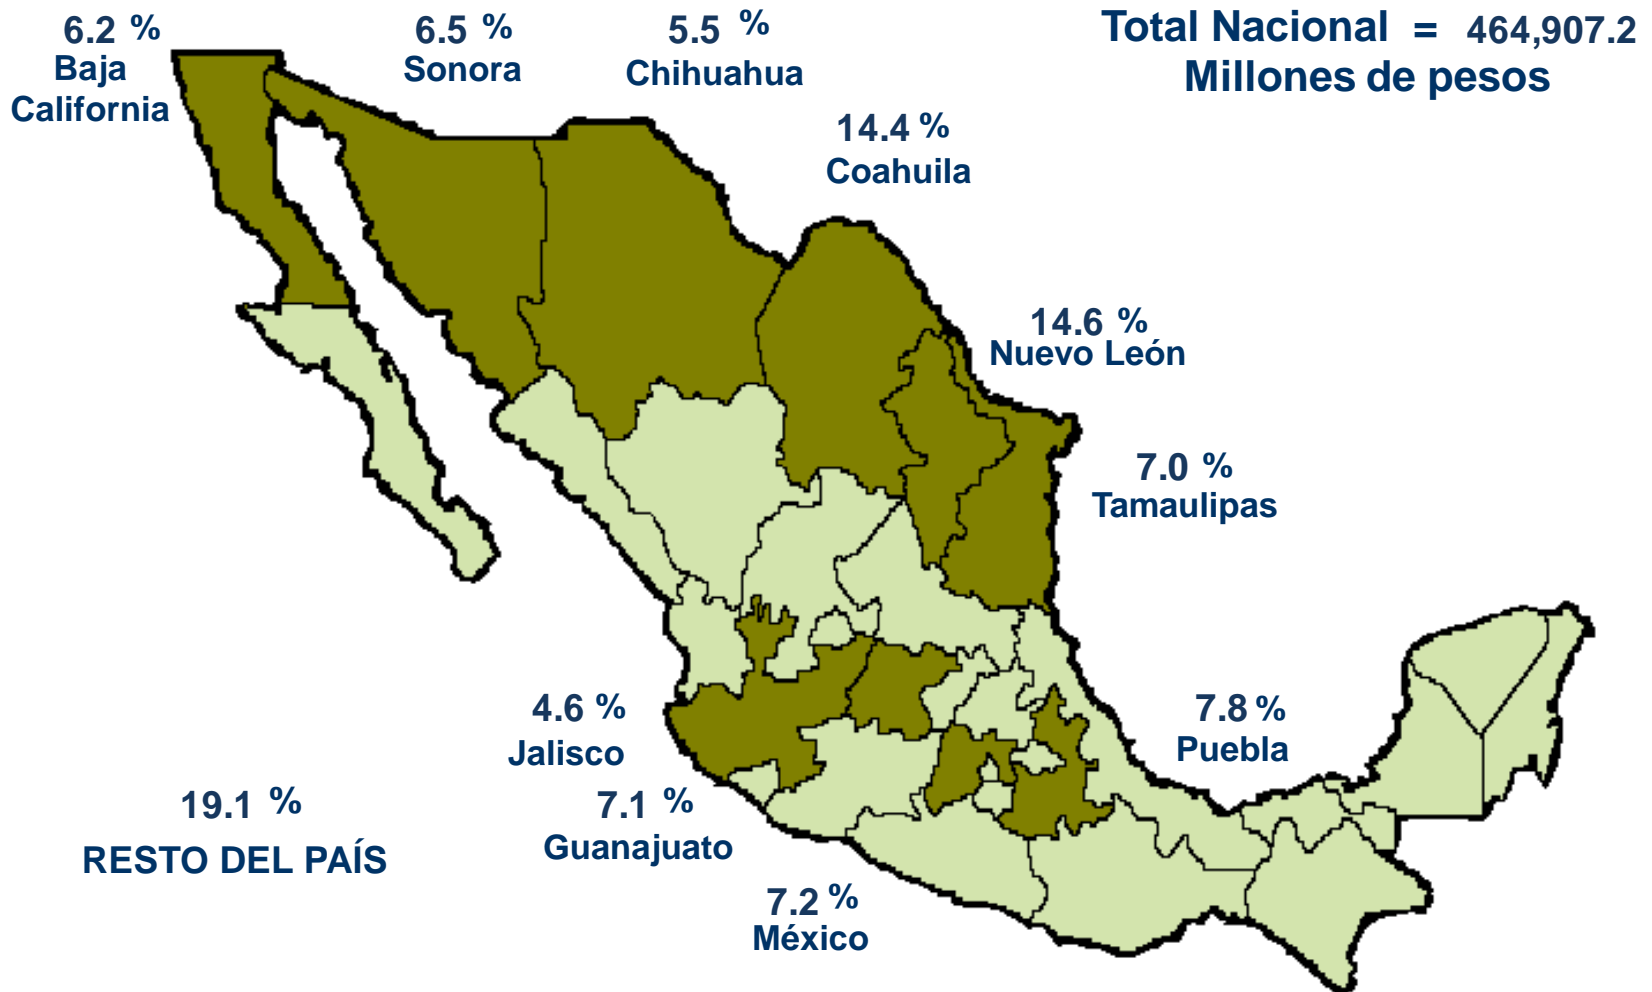 Total Nacional = 464,907.2
Millones de pesos
6.2 %
Baja
California
6.5 %
Sonora
5.5 %
Chihuahua
14.4 %
Coahuila
14.6 %
Nuevo León
7.0 %
Tamaulipas
4.6 %
Jalisco
7.8 %
Puebla
19.1 %
RESTO DEL PAÍS
7.1 %
Guanajuato
7.2 %
México